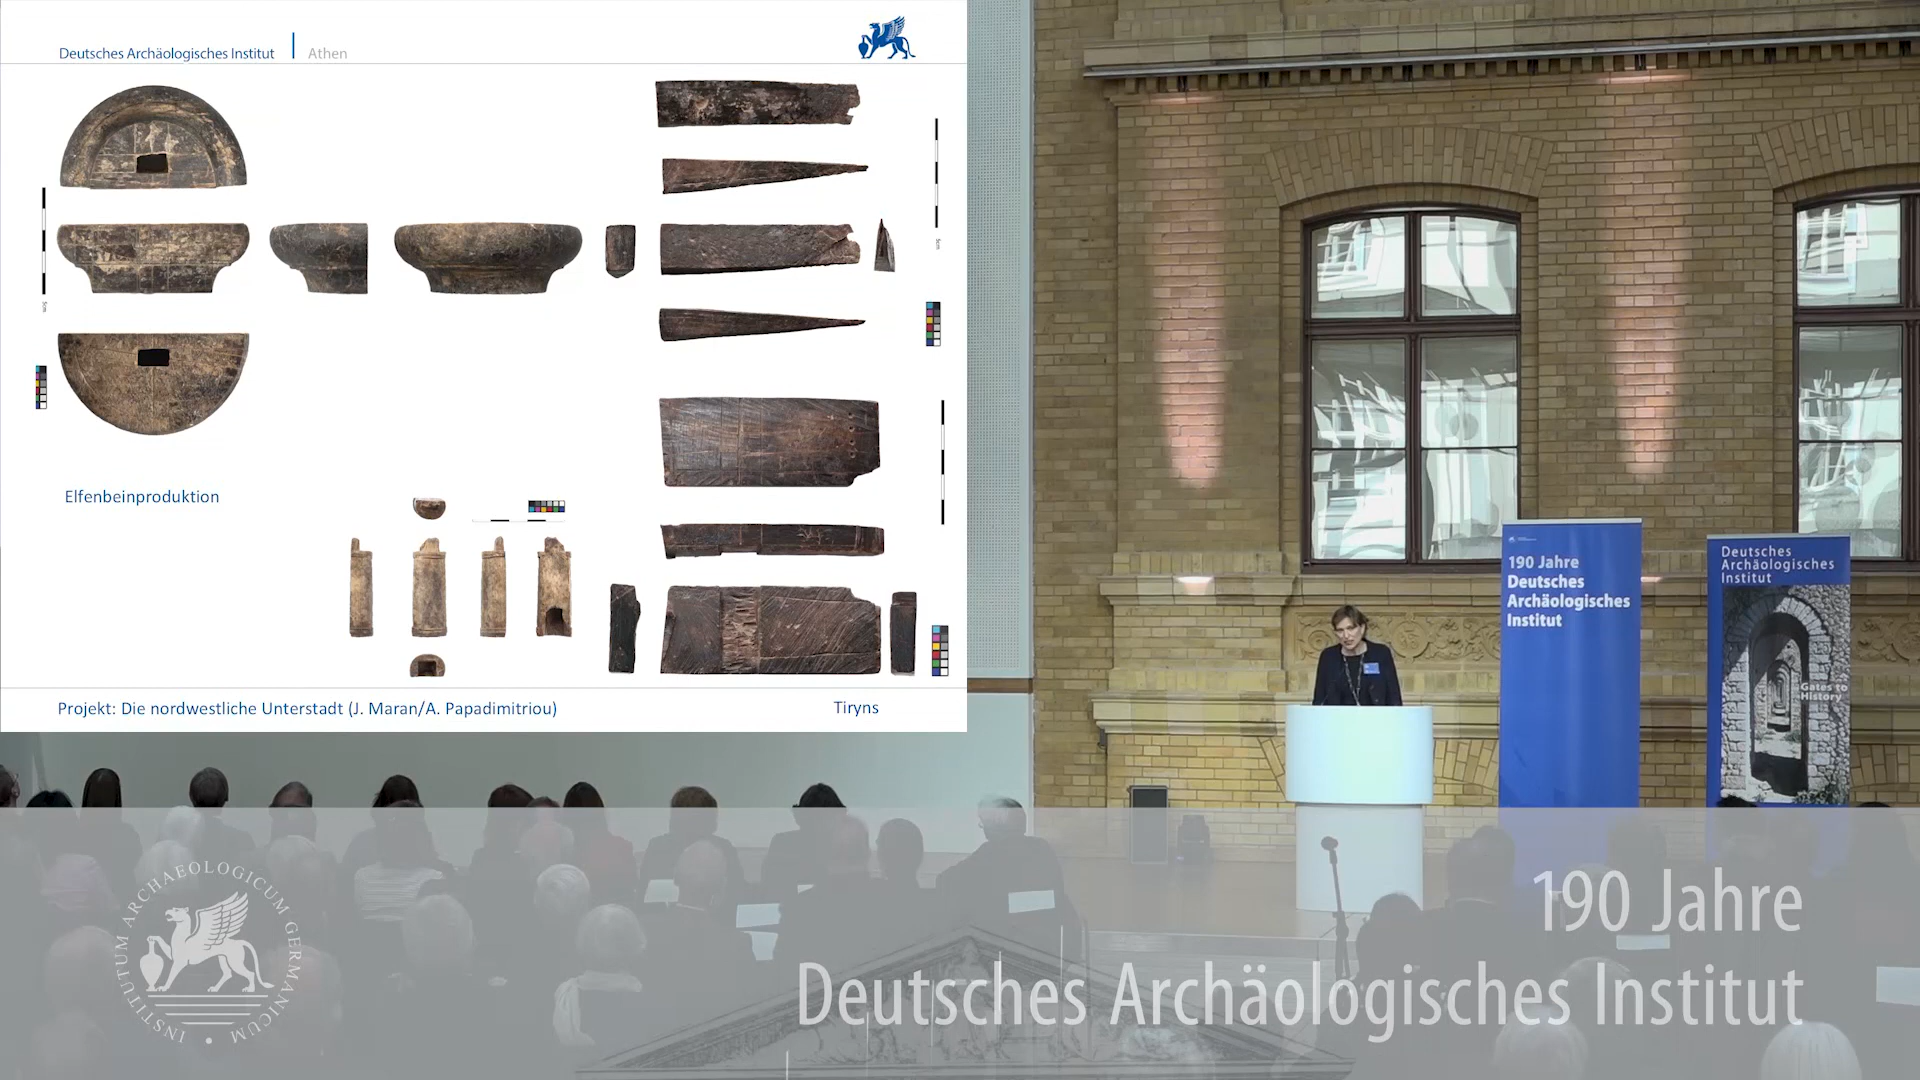 Deutsches Archäologisches Institut
Athen
Elfenbeinproduktion
Projekt: Die nordwestliche Unterstadt (J. Maran/A. Papadimitriou)
Tiryns
190 Jahre
Deutsches
Archäologisches
Institut
Deutsches
Archäologisches
Institut
Gates to
History
INSTITUTUM ARCHAEOLOGICUM GERMANICUM
190 Jahre
Deutsches Archäologisches Institut